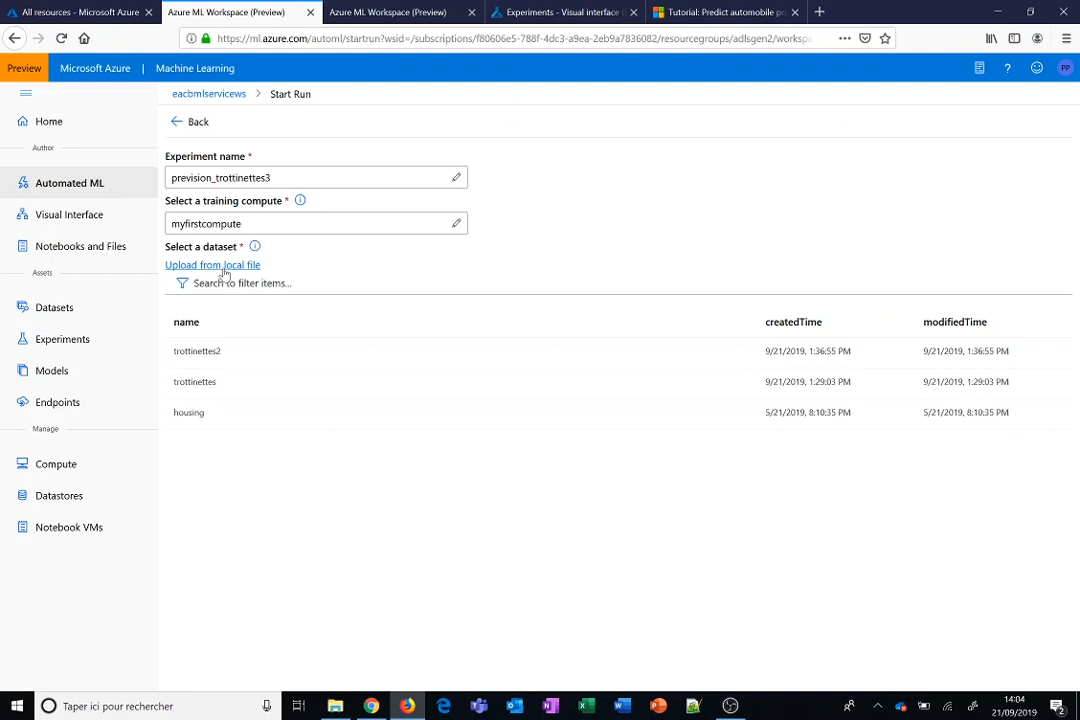 All resources - Microsoft Azure
Azure ML Workspace (Preview)
Azure ML Workspace (Preview)
Experiments - Visual interface
Tutorial: Predict automobile pri
https://ml.azure.com/automl/startrun?wsid=/subscriptions/f80606e5-788f-4dc3-a9ea-2eb9a7836082/resourcegroups/adlsgen2/workspa
Preview
Microsoft Azure | Machine Learning
PP
eacbmlservicews > Start Run
Back
Home
Author
Automated ML
Visual Interface
Notebooks and Files
Assets
Datasets
Experiments
Models
Endpoints
Manage
Compute
Datastores
Notebook VMs
Experiment name *
prevision_trottinettes3
Select a training compute *
myfirstcompute
Select a dataset *
Upload from local file
Search to filter items...
name createdTime modifiedTime
trottinettes2 9/21/2019, 1:36:55 PM 9/21/2019, 1:36:55 PM
trottinettes 9/21/2019, 1:29:03 PM 9/21/2019, 1:29:03 PM
housing 5/21/2019, 8:10:35 PM 5/21/2019, 8:10:35 PM
Taper ici pour rechercher
14:04
21/09/2019
2